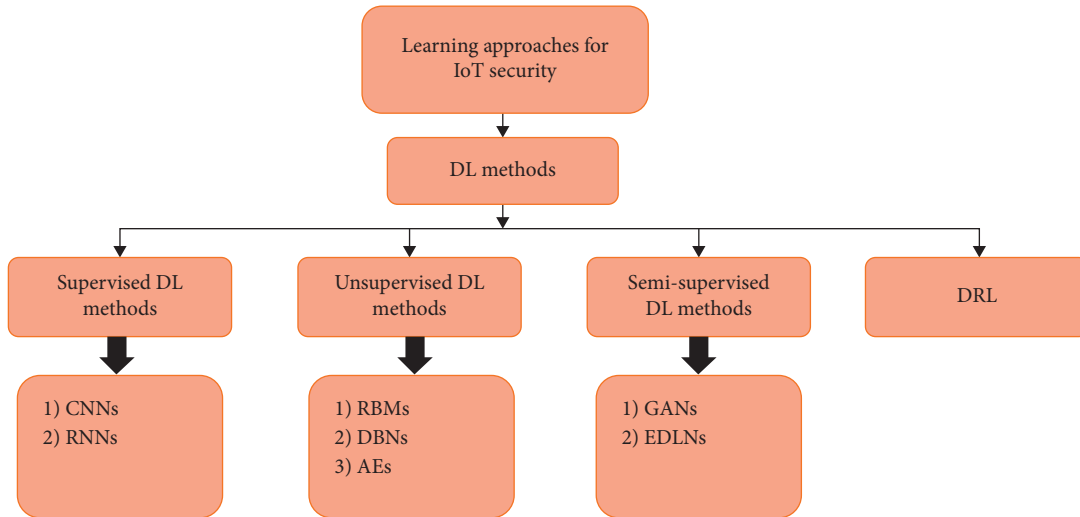 Learning approaches for
IoT security
DL methods
Supervised DL
methods
Unsupervised DL
methods
Semi-supervised
DL methods
DRL
1) CNNs
2) RNNs
1) RBMs
2) DBNs
3) AEs
1) GANs
2) EDLNs